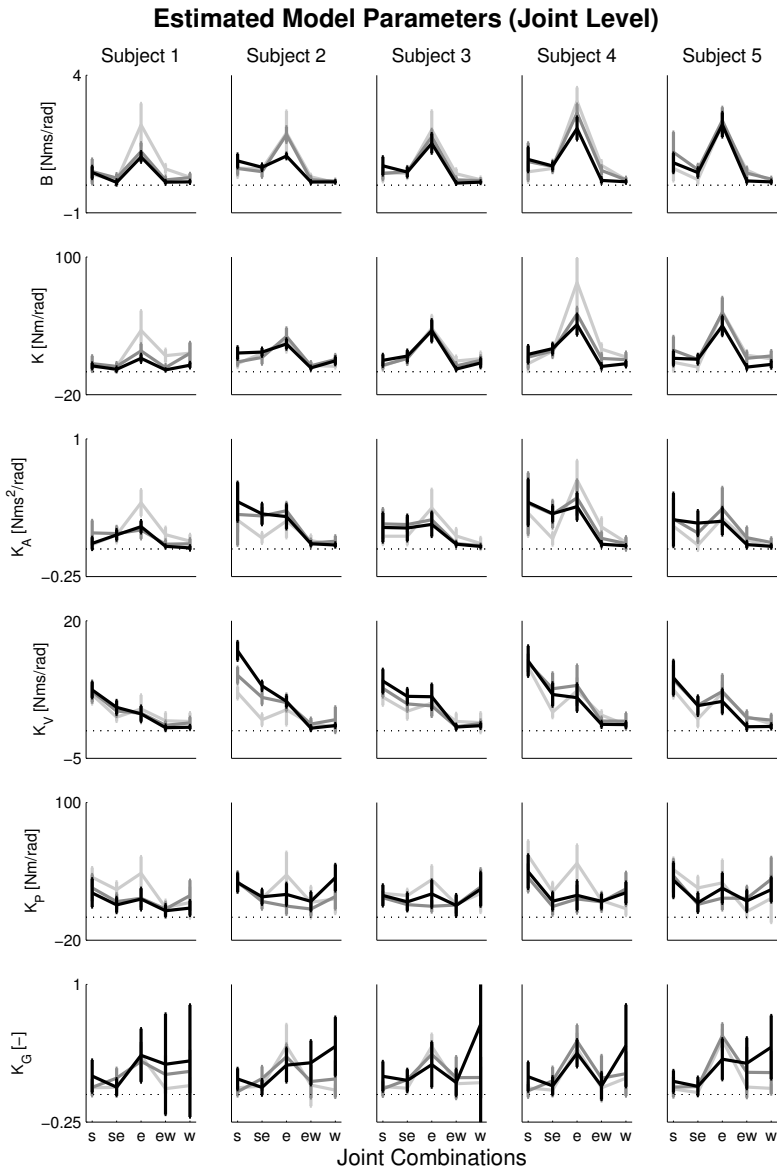 Estimated Model Parameters (Joint Level)
Subject 1 Subject 2 Subject 3 Subject 4 Subject 5
4
B [Nms/rad]
-1
100
K [Nm/rad]
-20
1
K_A [Nms²/rad]
-0.25
20
K_V [Nms/rad]
-5
100
K_P [Nm/rad]
-20
1
K_G [-]
-0.25
s se e ew w s se e ew w s se e ew w s se e ew w s se e ew w
Joint Combinations